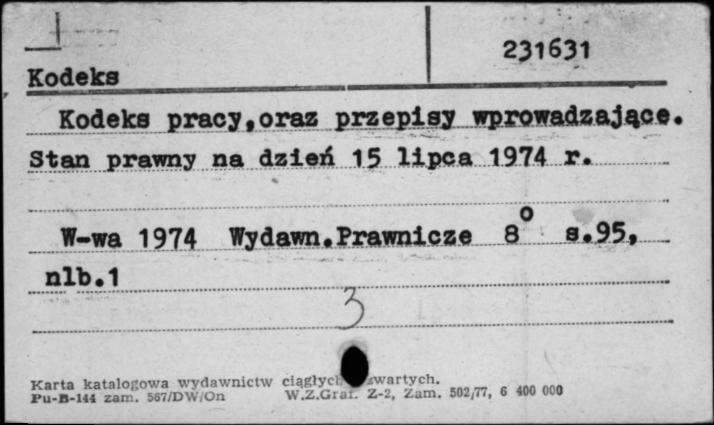 231631
Kodeks
Kodeks pracy,oraz przepisy wprowadzające.
Stan prawny na dzień 15 lipca 1974 r.
W-wa 1974 Wydawn.Prawnicze 8° s.95,
nlb.1
3
Karta katalogowa wydawnictw
Pu-B-144 zam. 567/DW/On W.Z.Graf. Z-2, Zam. 502/77, 6 400 000